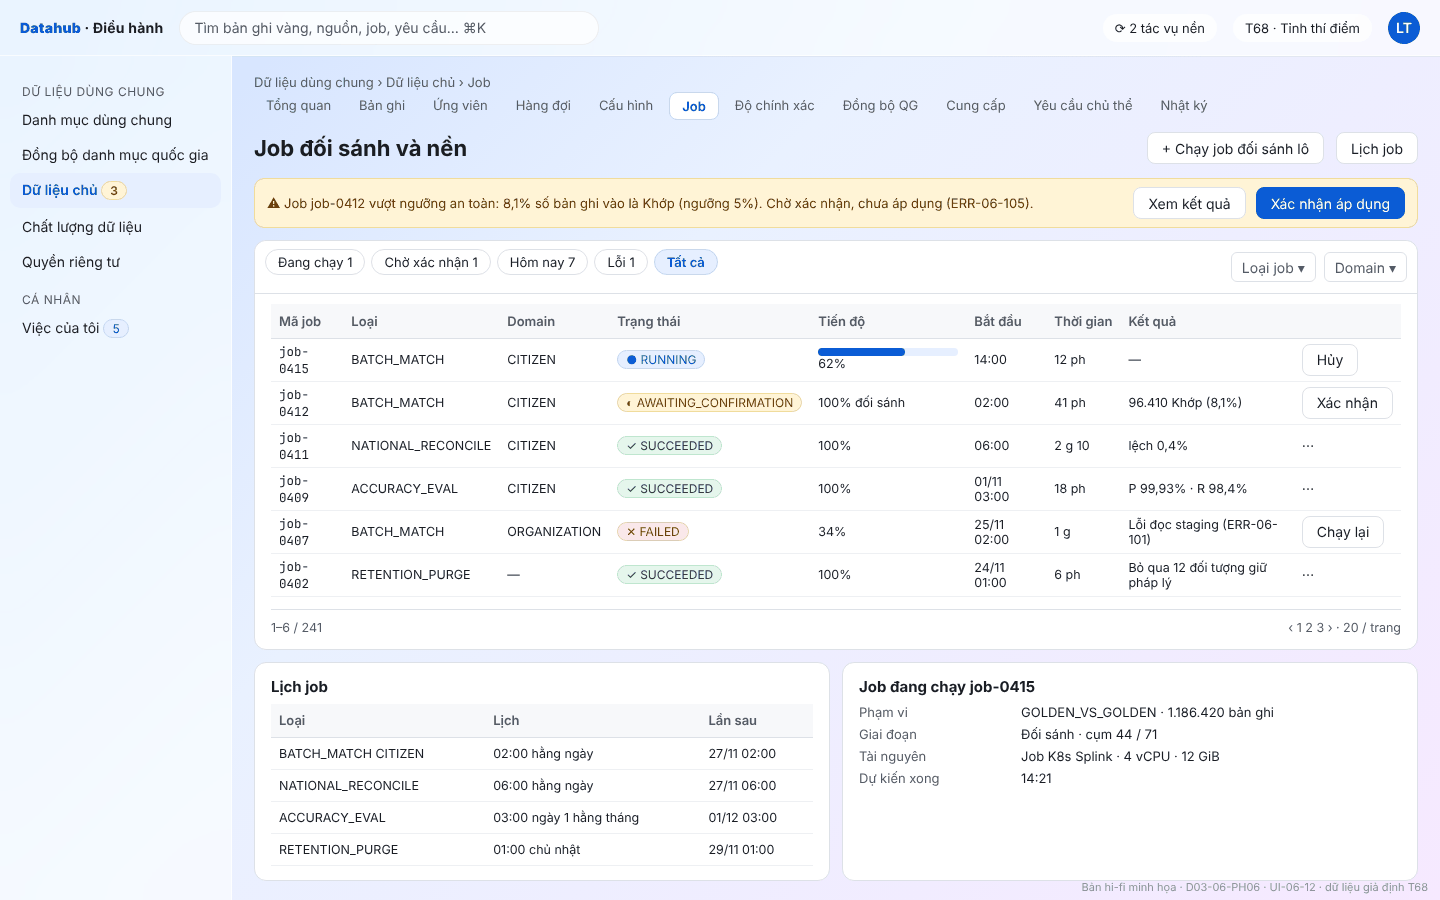 Datahub · Điều hành
Tìm bản ghi vàng, nguồn, job, yêu cầu... ⌘K
⟳ 2 tác vụ nền
T68 · Tỉnh thí điểm
LT
DỮ LIỆU DÙNG CHUNG
Danh mục dùng chung
Đồng bộ danh mục quốc gia
Dữ liệu chủ 3
Chất lượng dữ liệu
Quyền riêng tư
CÁ NHÂN
Việc của tôi 5
Dữ liệu dùng chung › Dữ liệu chủ › Job
Tổng quan Bản ghi Ứng viên Hàng đợi Cấu hình Job Độ chính xác Đồng bộ QG Cung cấp Yêu cầu chủ thể Nhật ký
Job đối sánh và nền
+ Chạy job đối sánh lô
Lịch job
⚠ Job job-0412 vượt ngưỡng an toàn: 8,1% số bản ghi vào là Khớp (ngưỡng 5%). Chờ xác nhận, chưa áp dụng (ERR-06-105).
Xem kết quả
Xác nhận áp dụng
Đang chạy 1 Chờ xác nhận 1 Hôm nay 7 Lỗi 1 Tất cả
Loại job ▾ Domain ▾
Mã job Loại Domain Trạng thái Tiến độ Bắt đầu Thời gian Kết quả
job-0415 BATCH_MATCH CITIZEN ● RUNNING 62% 14:00 12 ph — Hủy
job-0412 BATCH_MATCH CITIZEN AWAITING_CONFIRMATION 100% đối sánh 02:00 41 ph 96.410 Khớp (8,1%) Xác nhận
job-0411 NATIONAL_RECONCILE CITIZEN ✓ SUCCEEDED 100% 06:00 2 g 10 lệch 0,4% ...
job-0409 ACCURACY_EVAL CITIZEN ✓ SUCCEEDED 100% 01/11 03:00 18 ph P 99,93% · R 98,4% ...
job-0407 BATCH_MATCH ORGANIZATION ✕ FAILED 34% 25/11 02:00 1 g Lỗi đọc staging (ERR-06-101) Chạy lại
job-0402 RETENTION_PURGE — ✓ SUCCEEDED 100% 24/11 01:00 6 ph Bỏ qua 12 đối tượng giữ pháp lý ...
1–6 / 241
‹ 1 2 3 › · 20 / trang
Lịch job
Loại Lịch Lần sau
BATCH_MATCH CITIZEN 02:00 hằng ngày 27/11 02:00
NATIONAL_RECONCILE 06:00 hằng ngày 27/11 06:00
ACCURACY_EVAL 03:00 ngày 1 hằng tháng 01/12 03:00
RETENTION_PURGE 01:00 chủ nhật 29/11 01:00
Job đang chạy job-0415
Phạm vi GOLDEN_VS_GOLDEN · 1.186.420 bản ghi
Giai đoạn Đối sánh · cụm 44 / 71
Tài nguyên Job K8s Splink · 4 vCPU · 12 GiB
Dự kiến xong 14:21
Bản hi-fi minh họa · D03-06-PH06 · UI-06-12 · dữ liệu giả định T68